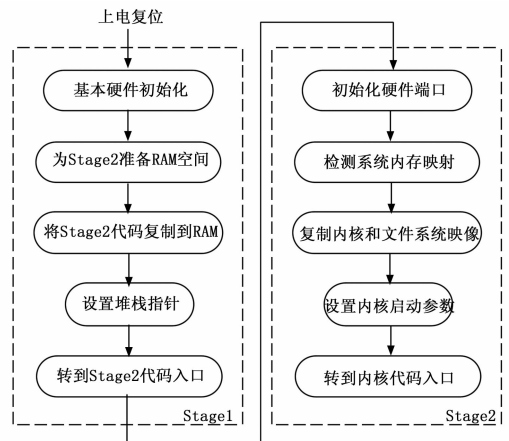 上电复位
基本硬件初始化
为Stage2准备RAM空间
将Stage2代码复制到RAM
设置堆栈指针
转到Stage2代码入口
Stage1
初始化硬件端口
检测系统内存映射
复制内核和文件系统映像
设置内核启动参数
转到内核代码入口
Stage2